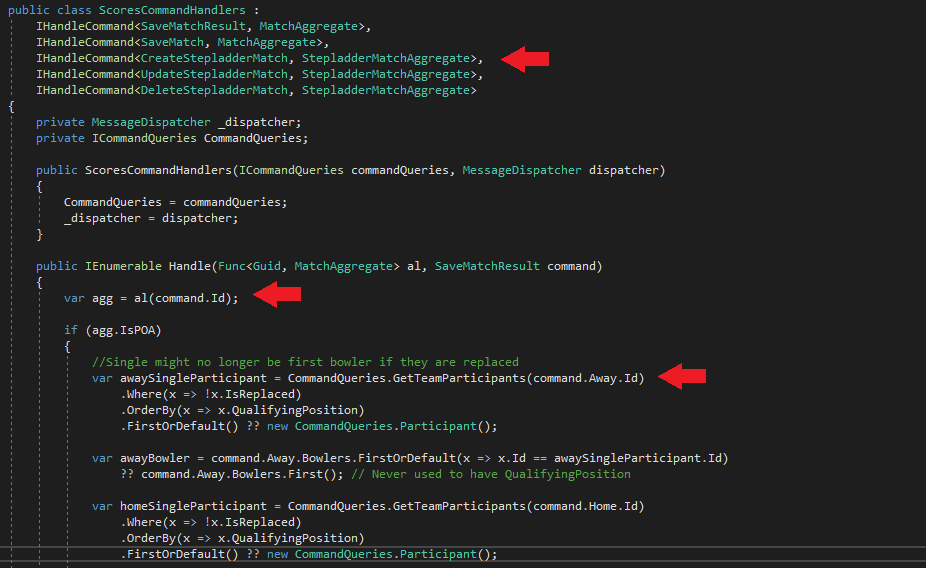 public class ScoresCommandHandlers :
IHandleCommand<SaveMatchResult, MatchAggregate>,
IHandleCommand<SaveMatch, MatchAggregate>,
IHandleCommand<CreateStepladderMatch, StepladderMatchAggregate>,
IHandleCommand<UpdateStepladderMatch, StepladderMatchAggregate>,
IHandleCommand<DeleteStepladderMatch, StepladderMatchAggregate>
{
private MessageDispatcher _dispatcher;
private ICommandQueries CommandQueries;
public ScoresCommandHandlers(ICommandQueries commandQueries, MessageDispatcher dispatcher)
{
CommandQueries = commandQueries;
_dispatcher = dispatcher;
}
public IEnumerable Handle(Func<Guid, MatchAggregate> al, SaveMatchResult command)
{
var agg = al(command.Id);
if (agg.IsPOA)
{
//Single might no longer be first bowler if they are replaced
var awaySingleParticipant = CommandQueries.GetTeamParticipants(command.Away.Id)
.Where(x => !x.IsReplaced)
.OrderBy(x => x.QualifyingPosition)
.FirstOrDefault() ?? new CommandQueries.Participant();
var awayBowler = command.Away.Bowlers.FirstOrDefault(x => x.Id == awaySingleParticipant.Id)
?? command.Away.Bowlers.First(); // Never used to have QualifyingPosition
var homeSingleParticipant = CommandQueries.GetTeamParticipants(command.Home.Id)
.Where(x => !x.IsReplaced)
.OrderBy(x => x.QualifyingPosition)
.FirstOrDefault() ?? new CommandQueries.Participant();